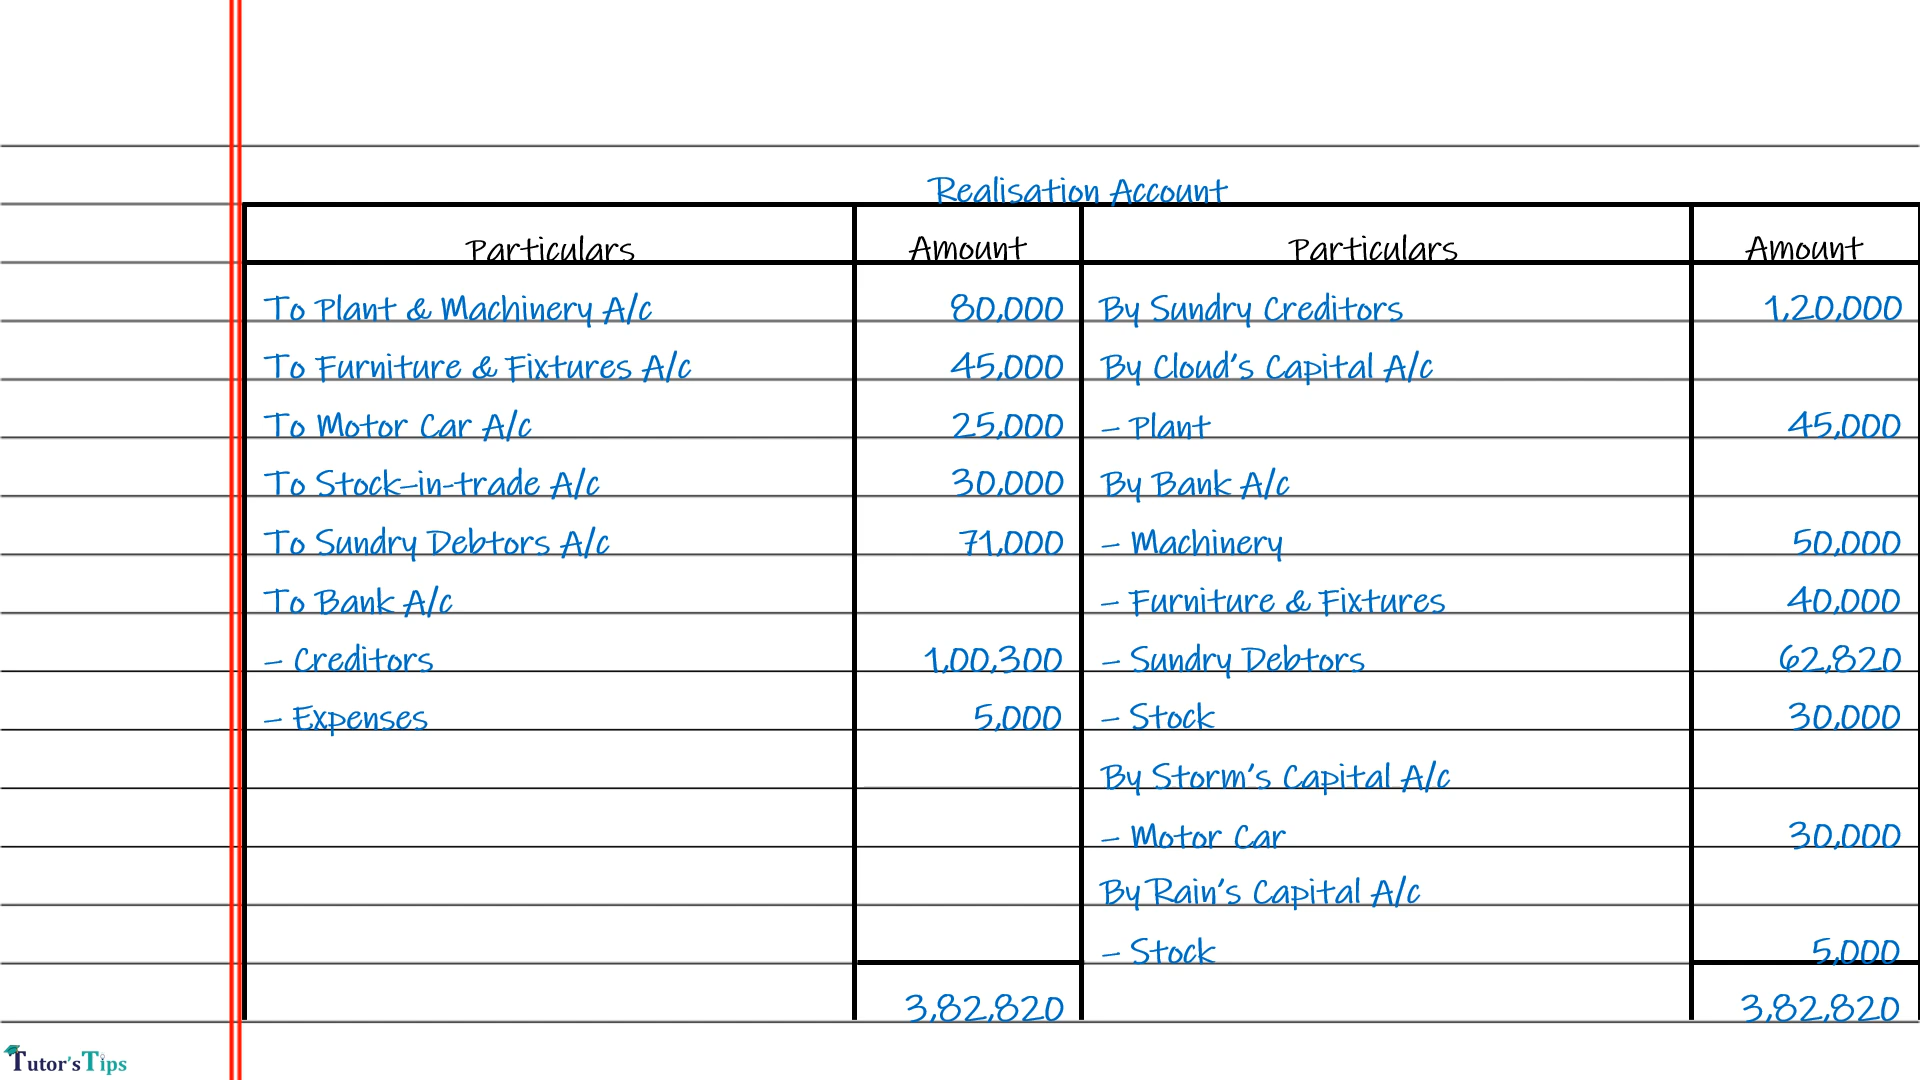 Realisation Account
Particulars Amount Particulars Amount
To Plant & Machinery A/c 80,000 By Sundry Creditors 1,20,000
To Furniture & Fixtures A/c 45,000 By Cloud's Capital A/c
To Motor Car A/c 25,000 – Plant 45,000
To Stock-in-trade A/c 30,000 By Bank A/c
To Sundry Debtors A/c 71,000 – Machinery 50,000
To Bank A/c – Furniture & Fixtures 40,000
– Creditors 1,00,300 – Sundry Debtors 62,820
– Expenses 5,000 – Stock 30,000
By Storm's Capital A/c
– Motor Car 30,000
By Rain's Capital A/c
– Stock 5,000
3,82,820 3,82,820
Tutor'sTips